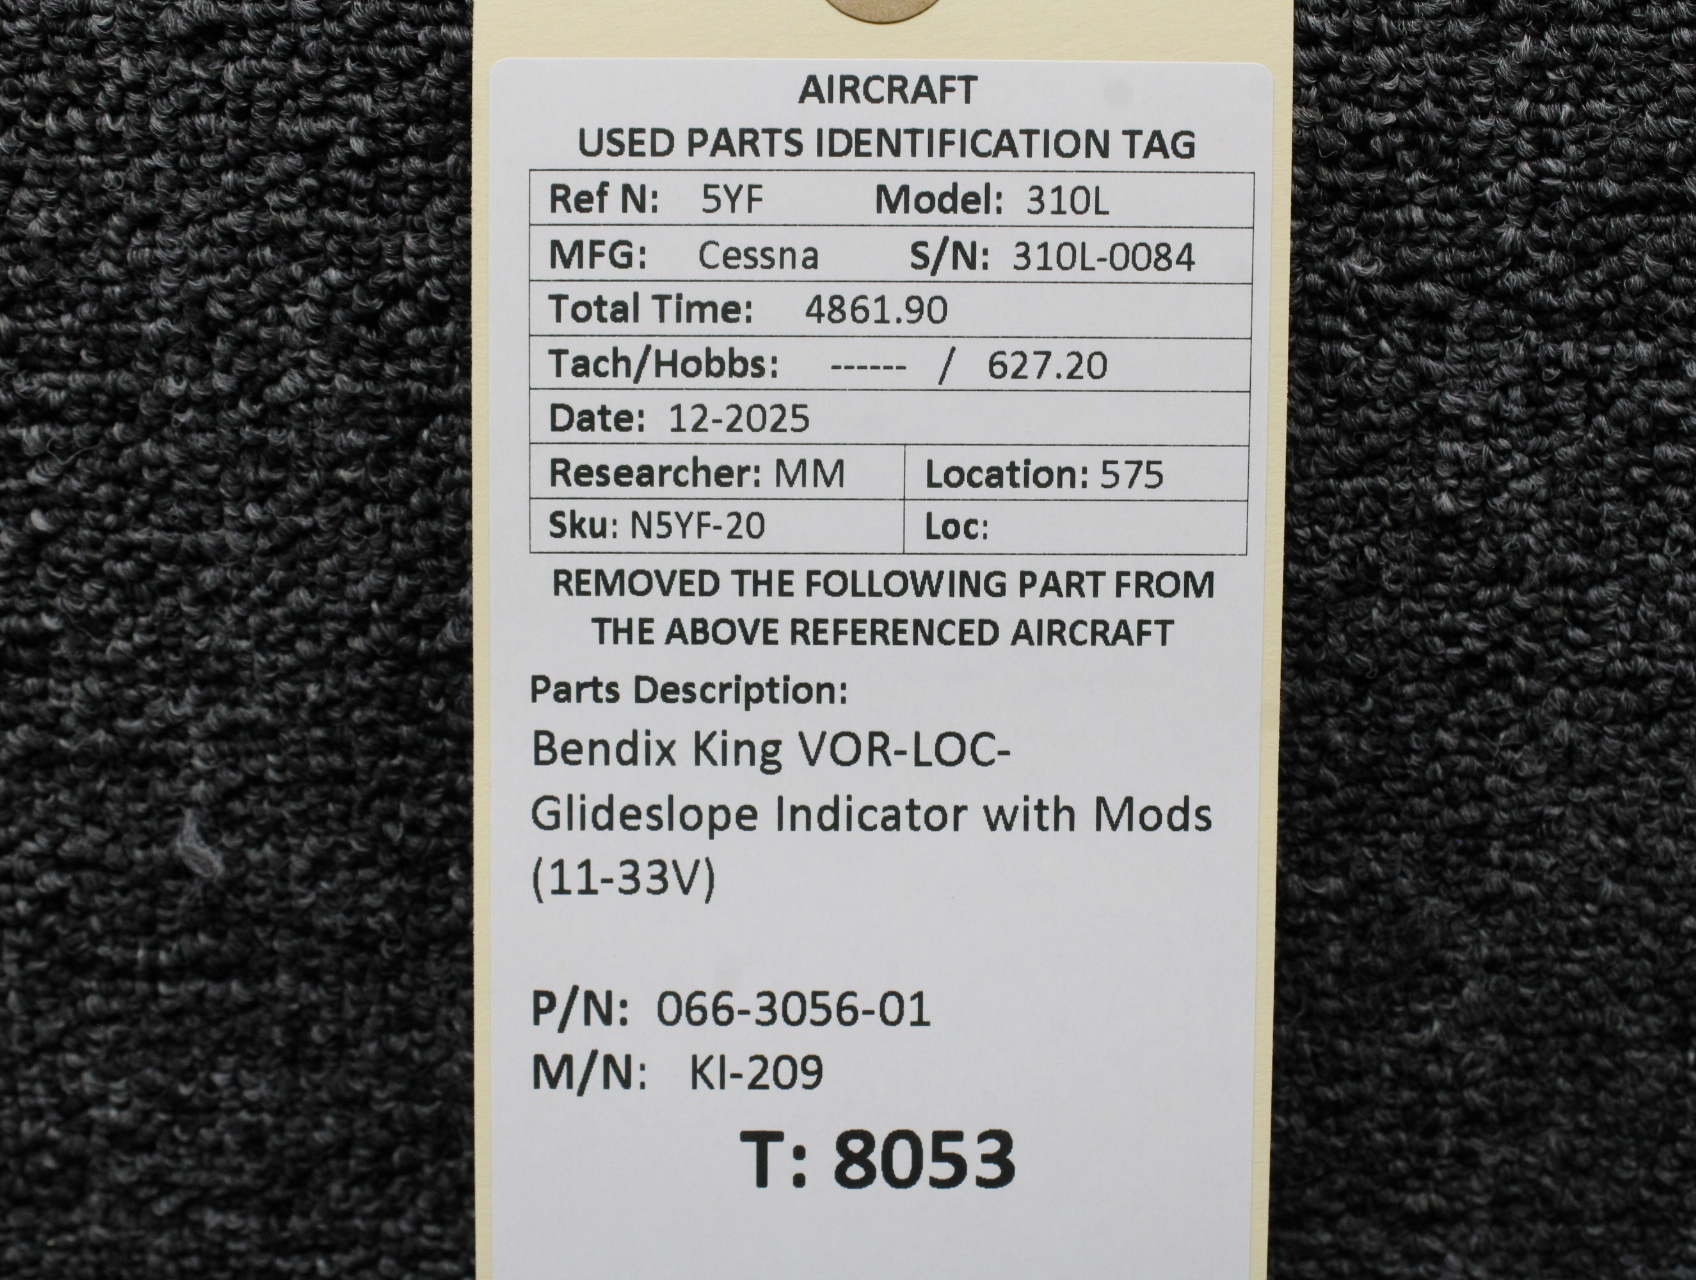 AIRCRAFT
USED PARTS IDENTIFICATION TAG
Ref N: 5YF Model: 310L
MFG: Cessna S/N: 310L-0084
Total Time: 4861.90
Tach/Hobbs: ------ / 627.20
Date: 12-2025
Researcher: MM Location: 575
Sku: N5YF-20 Loc:
REMOVED THE FOLLOWING PART FROM
THE ABOVE REFERENCED AIRCRAFT
Parts Description:
Bendix King VOR-LOC-
Glideslope Indicator with Mods
(11-33V)
P/N: 066-3056-01
M/N: KI-209
T: 8053